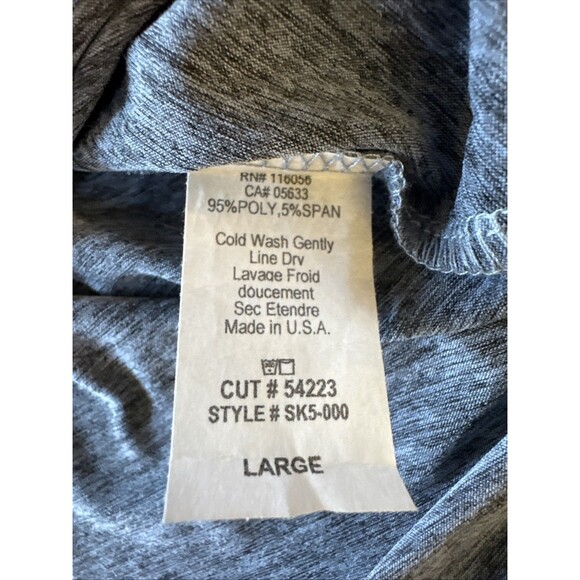 RN# 116056
CA# 05633
95%POLY,5%SPAN
Cold Wash Gently
Line Dry
Lavage Froid
doucement
Sec Etendre
Made in U.S.A.
CUT # 54223
STYLE # SK5-000
LARGE